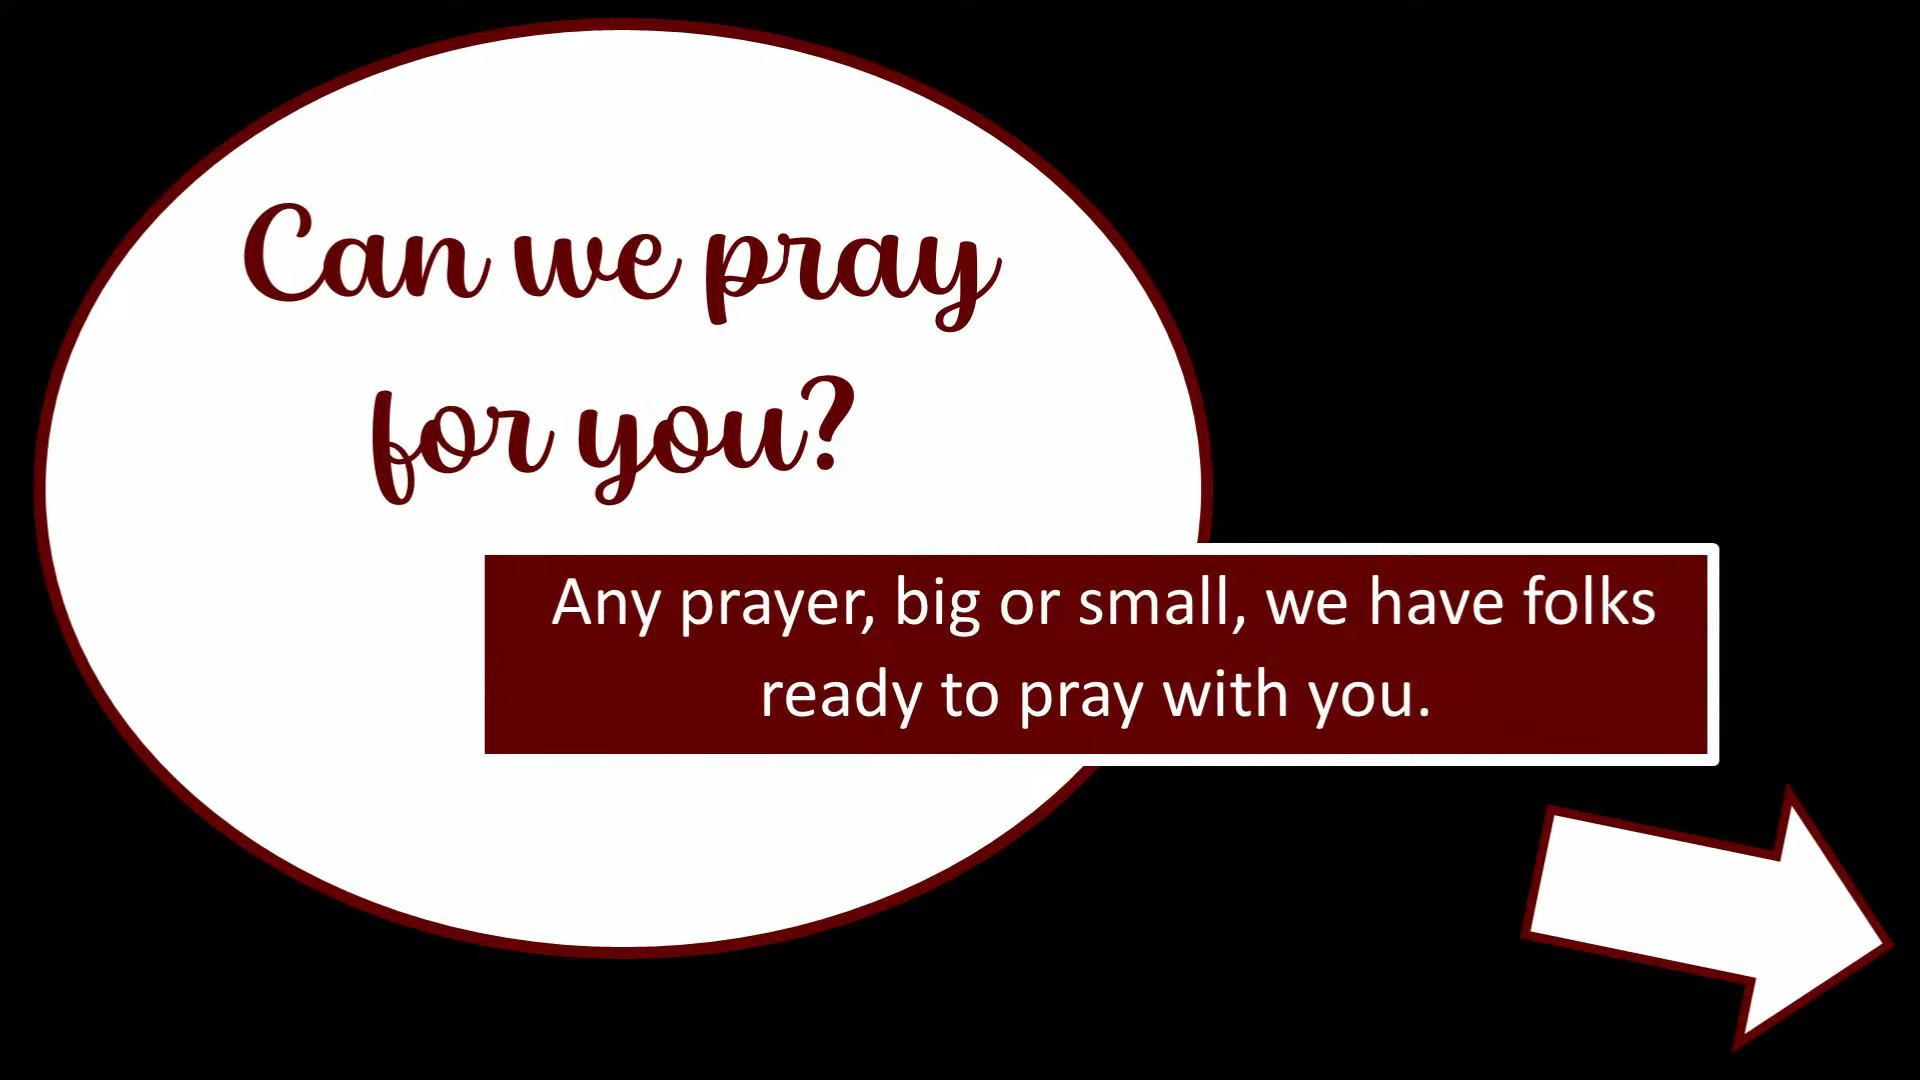 Can we pray
for you?
Any prayer, big or small, we have folks
ready to pray with you.